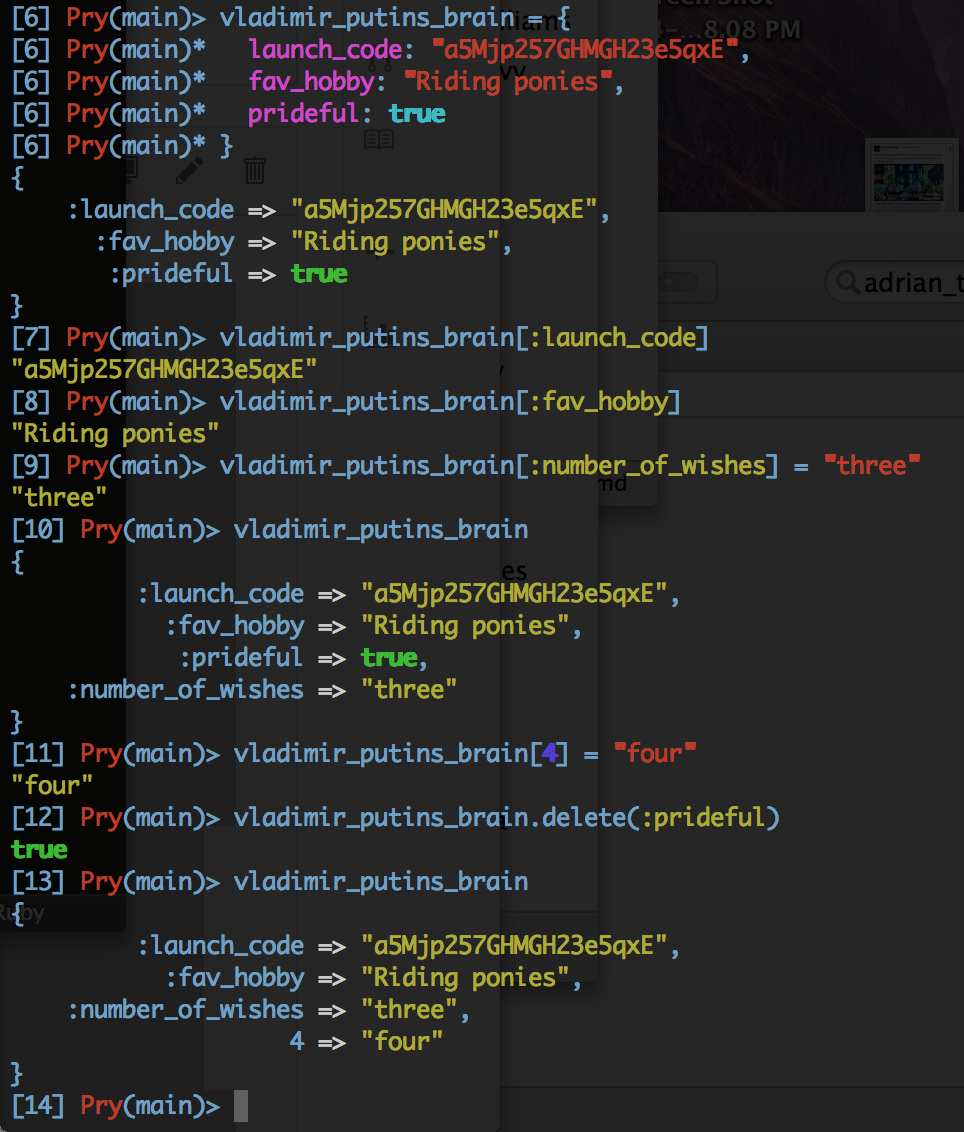 [6] Pry(main)> vladimir_putins_brain = {
[6] Pry(main)*   launch_code: "a5Mjp257GHMGH23e5qxE",
[6] Pry(main)*   fav_hobby: "Riding ponies",
[6] Pry(main)*   prideful: true
[6] Pry(main)* }
{
    :launch_code => "a5Mjp257GHMGH23e5qxE",
      :fav_hobby => "Riding ponies",
       :prideful => true
}
[7] Pry(main)> vladimir_putins_brain[:launch_code]
"a5Mjp257GHMGH23e5qxE"
[8] Pry(main)> vladimir_putins_brain[:fav_hobby]
"Riding ponies"
[9] Pry(main)> vladimir_putins_brain[:number_of_wishes] = "three"
"three"
[10] Pry(main)> vladimir_putins_brain
{
         :launch_code => "a5Mjp257GHMGH23e5qxE",
           :fav_hobby => "Riding ponies",
            :prideful => true,
    :number_of_wishes => "three"
}
[11] Pry(main)> vladimir_putins_brain[4] = "four"
"four"
[12] Pry(main)> vladimir_putins_brain.delete(:prideful)
true
[13] Pry(main)> vladimir_putins_brain
{
         :launch_code => "a5Mjp257GHMGH23e5qxE",
           :fav_hobby => "Riding ponies",
    :number_of_wishes => "three",
                    4 => "four"
}
[14] Pry(main)>
8.08 PM
Ruby